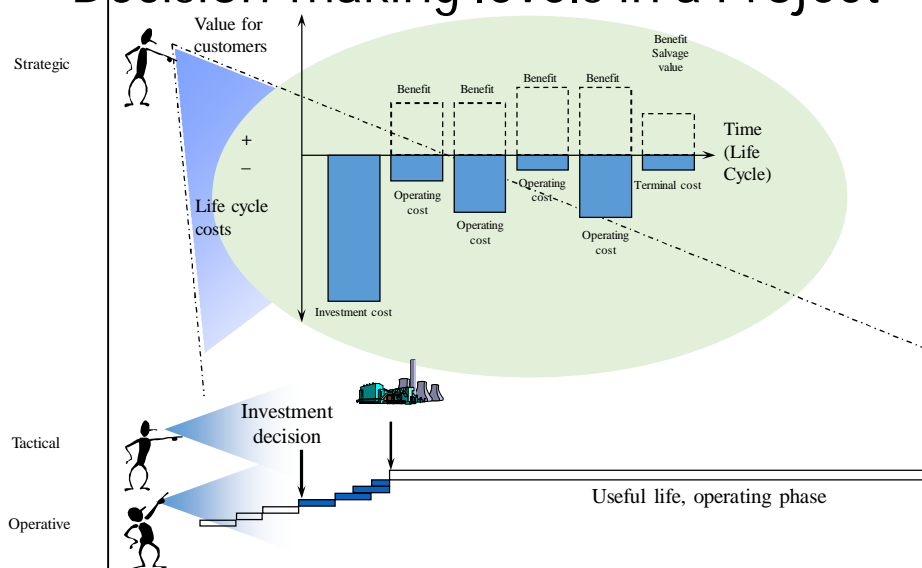 Decision-making levels in a Project
Value for
customers
Strategic
Benefit
Salvage
value
Benefit
Benefit
Benefit
Benefit
Time
(Life
Cycle)
+
–
Operating
cost
Operating
cost
Operating
cost
Operating
cost
Terminal cost
Life cycle
costs
Investment cost
Investment
decision
Tactical
Useful life, operating phase
Operative